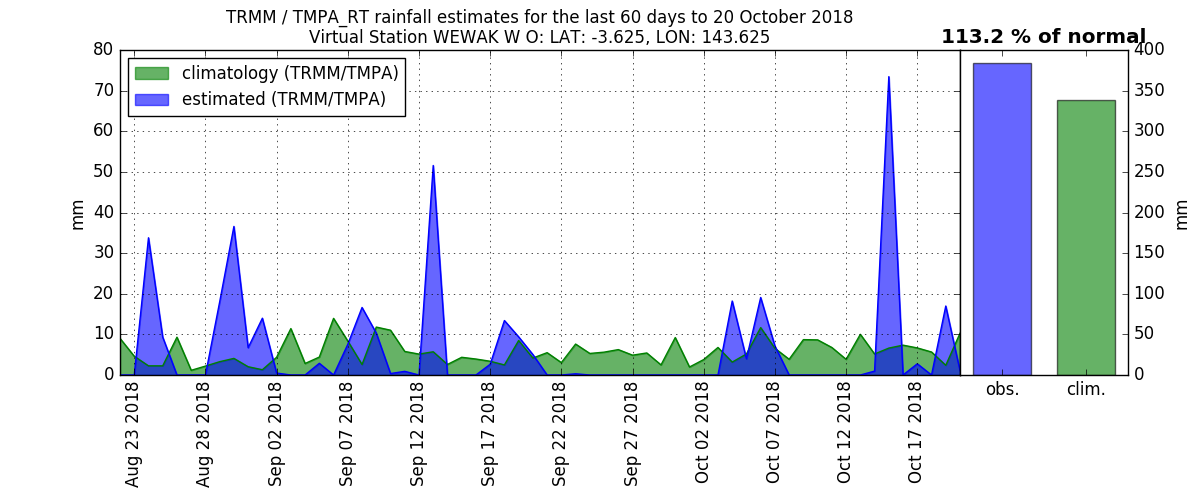 TRMM / TMPA_RT rainfall estimates for the last 60 days to 20 October 2018
Virtual Station WEWAK W O: LAT: -3.625, LON: 143.625
113.2 % of normal
climatology (TRMM/TMPA)
estimated (TRMM/TMPA)
mm
80
70
60
50
40
30
20
10
0
Aug 23 2018
Aug 28 2018
Sep 02 2018
Sep 07 2018
Sep 12 2018
Sep 17 2018
Sep 22 2018
Sep 27 2018
Oct 02 2018
Oct 07 2018
Oct 12 2018
Oct 17 2018
obs.
clim.
400
350
300
250
200
150
100
50
0
mm